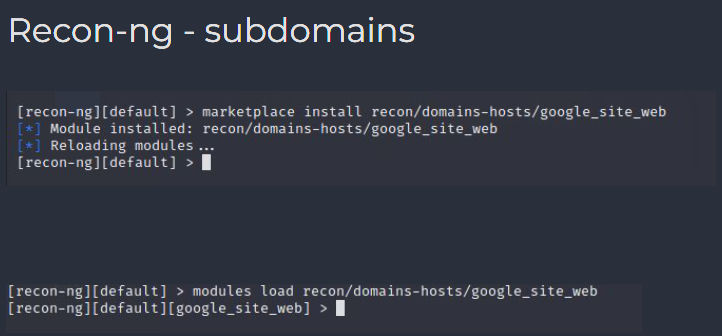 Recon-ng - subdomains
[recon-ng][default] > marketplace install recon/domains-hosts/google_site_web
[*] Module installed: recon/domains-hosts/google_site_web
[*] Reloading modules...
[recon-ng][default] >
[recon-ng][default] > modules load recon/domains-hosts/google_site_web
[recon-ng][default][google_site_web] >